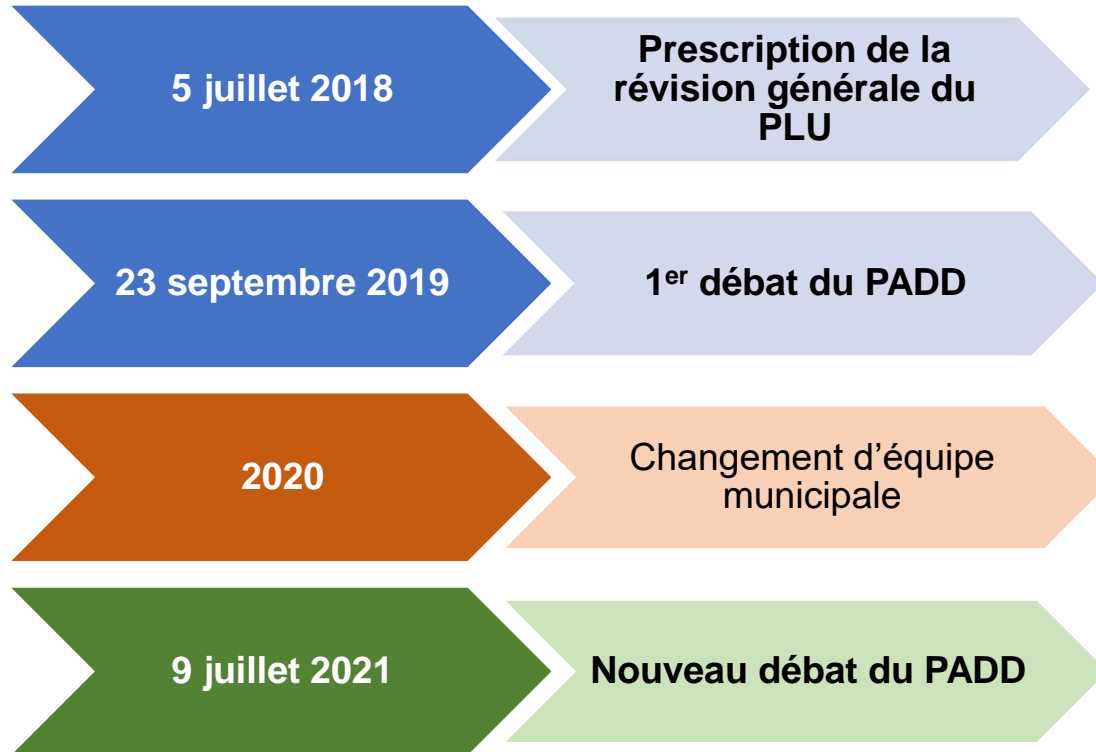 5 juillet 2018
Prescription de la
révision générale du
PLU
23 septembre 2019
1er débat du PADD
2020
Changement d’équipe
municipale
9 juillet 2021
Nouveau débat du PADD